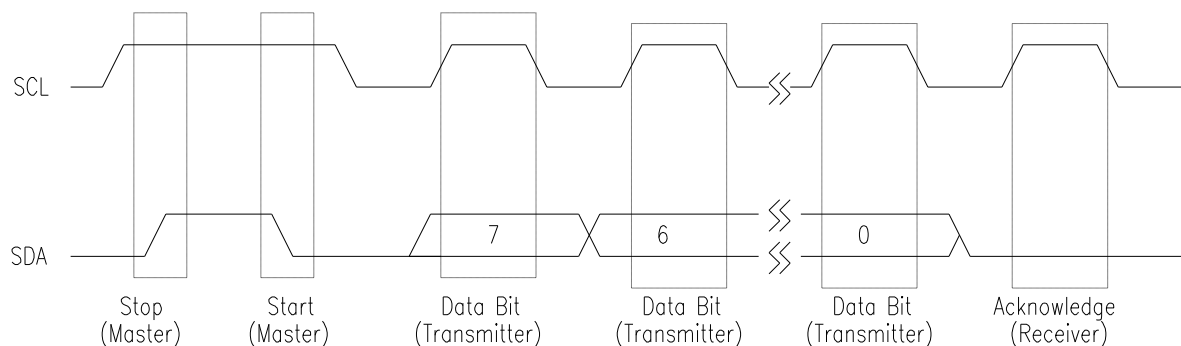 SCL
SDA
7
6
0
Stop
(Master)
Start
(Master)
Data Bit
(Transmitter)
Data Bit
(Transmitter)
Data Bit
(Transmitter)
Acknowledge
(Receiver)